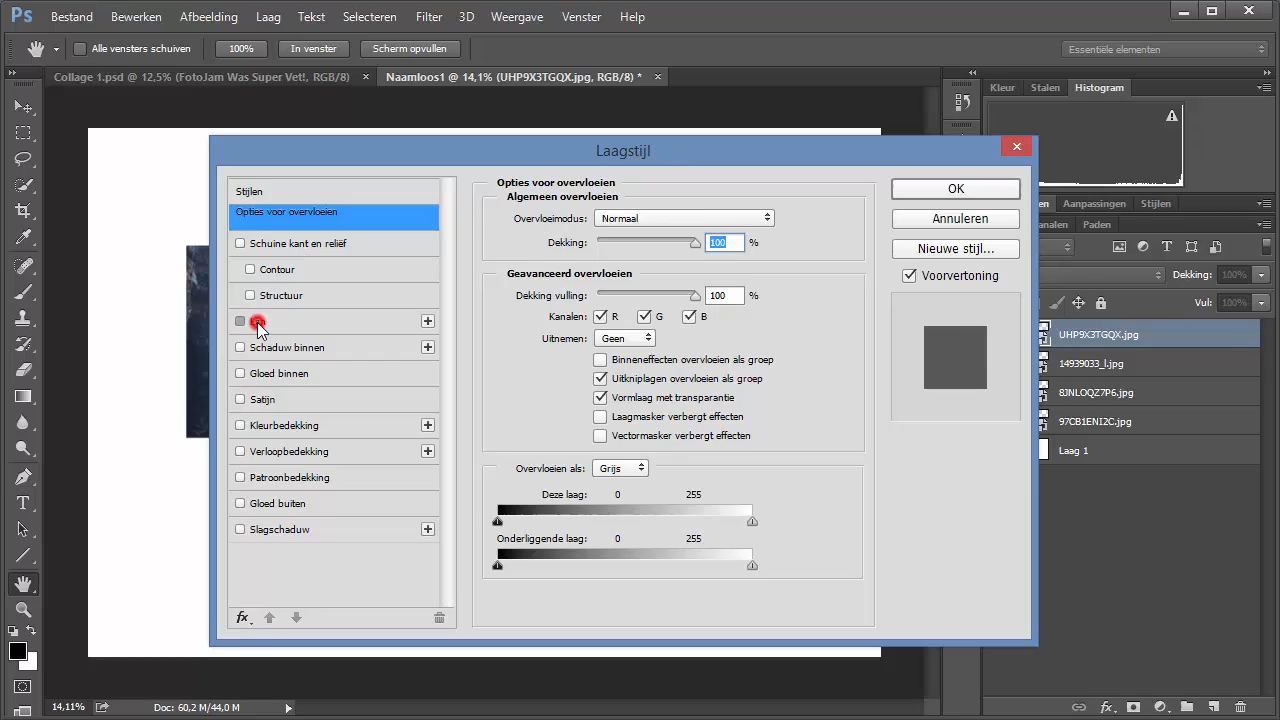 Ps Bestand Bewerken Afbeelding Laag Tekst Selecteren Filter 3D Weergave Venster Help
Alle vensters schuiven 100% In venster Scherm opvullen Essentiële elementen
Collage 1.psd @ 12,5% (FotoJam Was Super Vet!, RGB/8) × Naamloos1 @ 14,1% (UHP9X3TGQX.jpg, RGB/8) * ×
Kleur Stalen Histogram
Laagstijl
Stijlen
Opties voor overvloeien
Schuine kant en reliëf
Contour
Structuur
Schaduw binnen
Gloed binnen
Satijn
Kleurbedekking
Verloopbedekking
Patroonbedekking
Gloed buiten
Slagschaduw
fx
Opties voor overvloeien
Algemeen overvloeien
Overvloeimodus: Normaal
Dekking: 100 %
Geavanceerd overvloeien
Dekking vulling: 100 %
Kanalen: R G B
Uitnemen: Geen
Binneneffecten overvloeien als groep
Uitkniplagen overvloeien als groep
Vormlaag met transparantie
Laagmasker verbergt effecten
Vectormasker verbergt effecten
Overvloeien als: Grijs
Deze laag: 0 255
Onderliggende laag: 0 255
OK
Annuleren
Nieuwe stijl...
Voorvertoning
Aanpassingen Stijlen
Paden
Dekking: 100%
Vul: 100%
UHP9X3TGQX.jpg
14939033_l.jpg
8JNLOQZ7P6.jpg
97CB1ENI2C.jpg
Laag 1
14,11% Doc: 60,2 M/44,0 M
fx